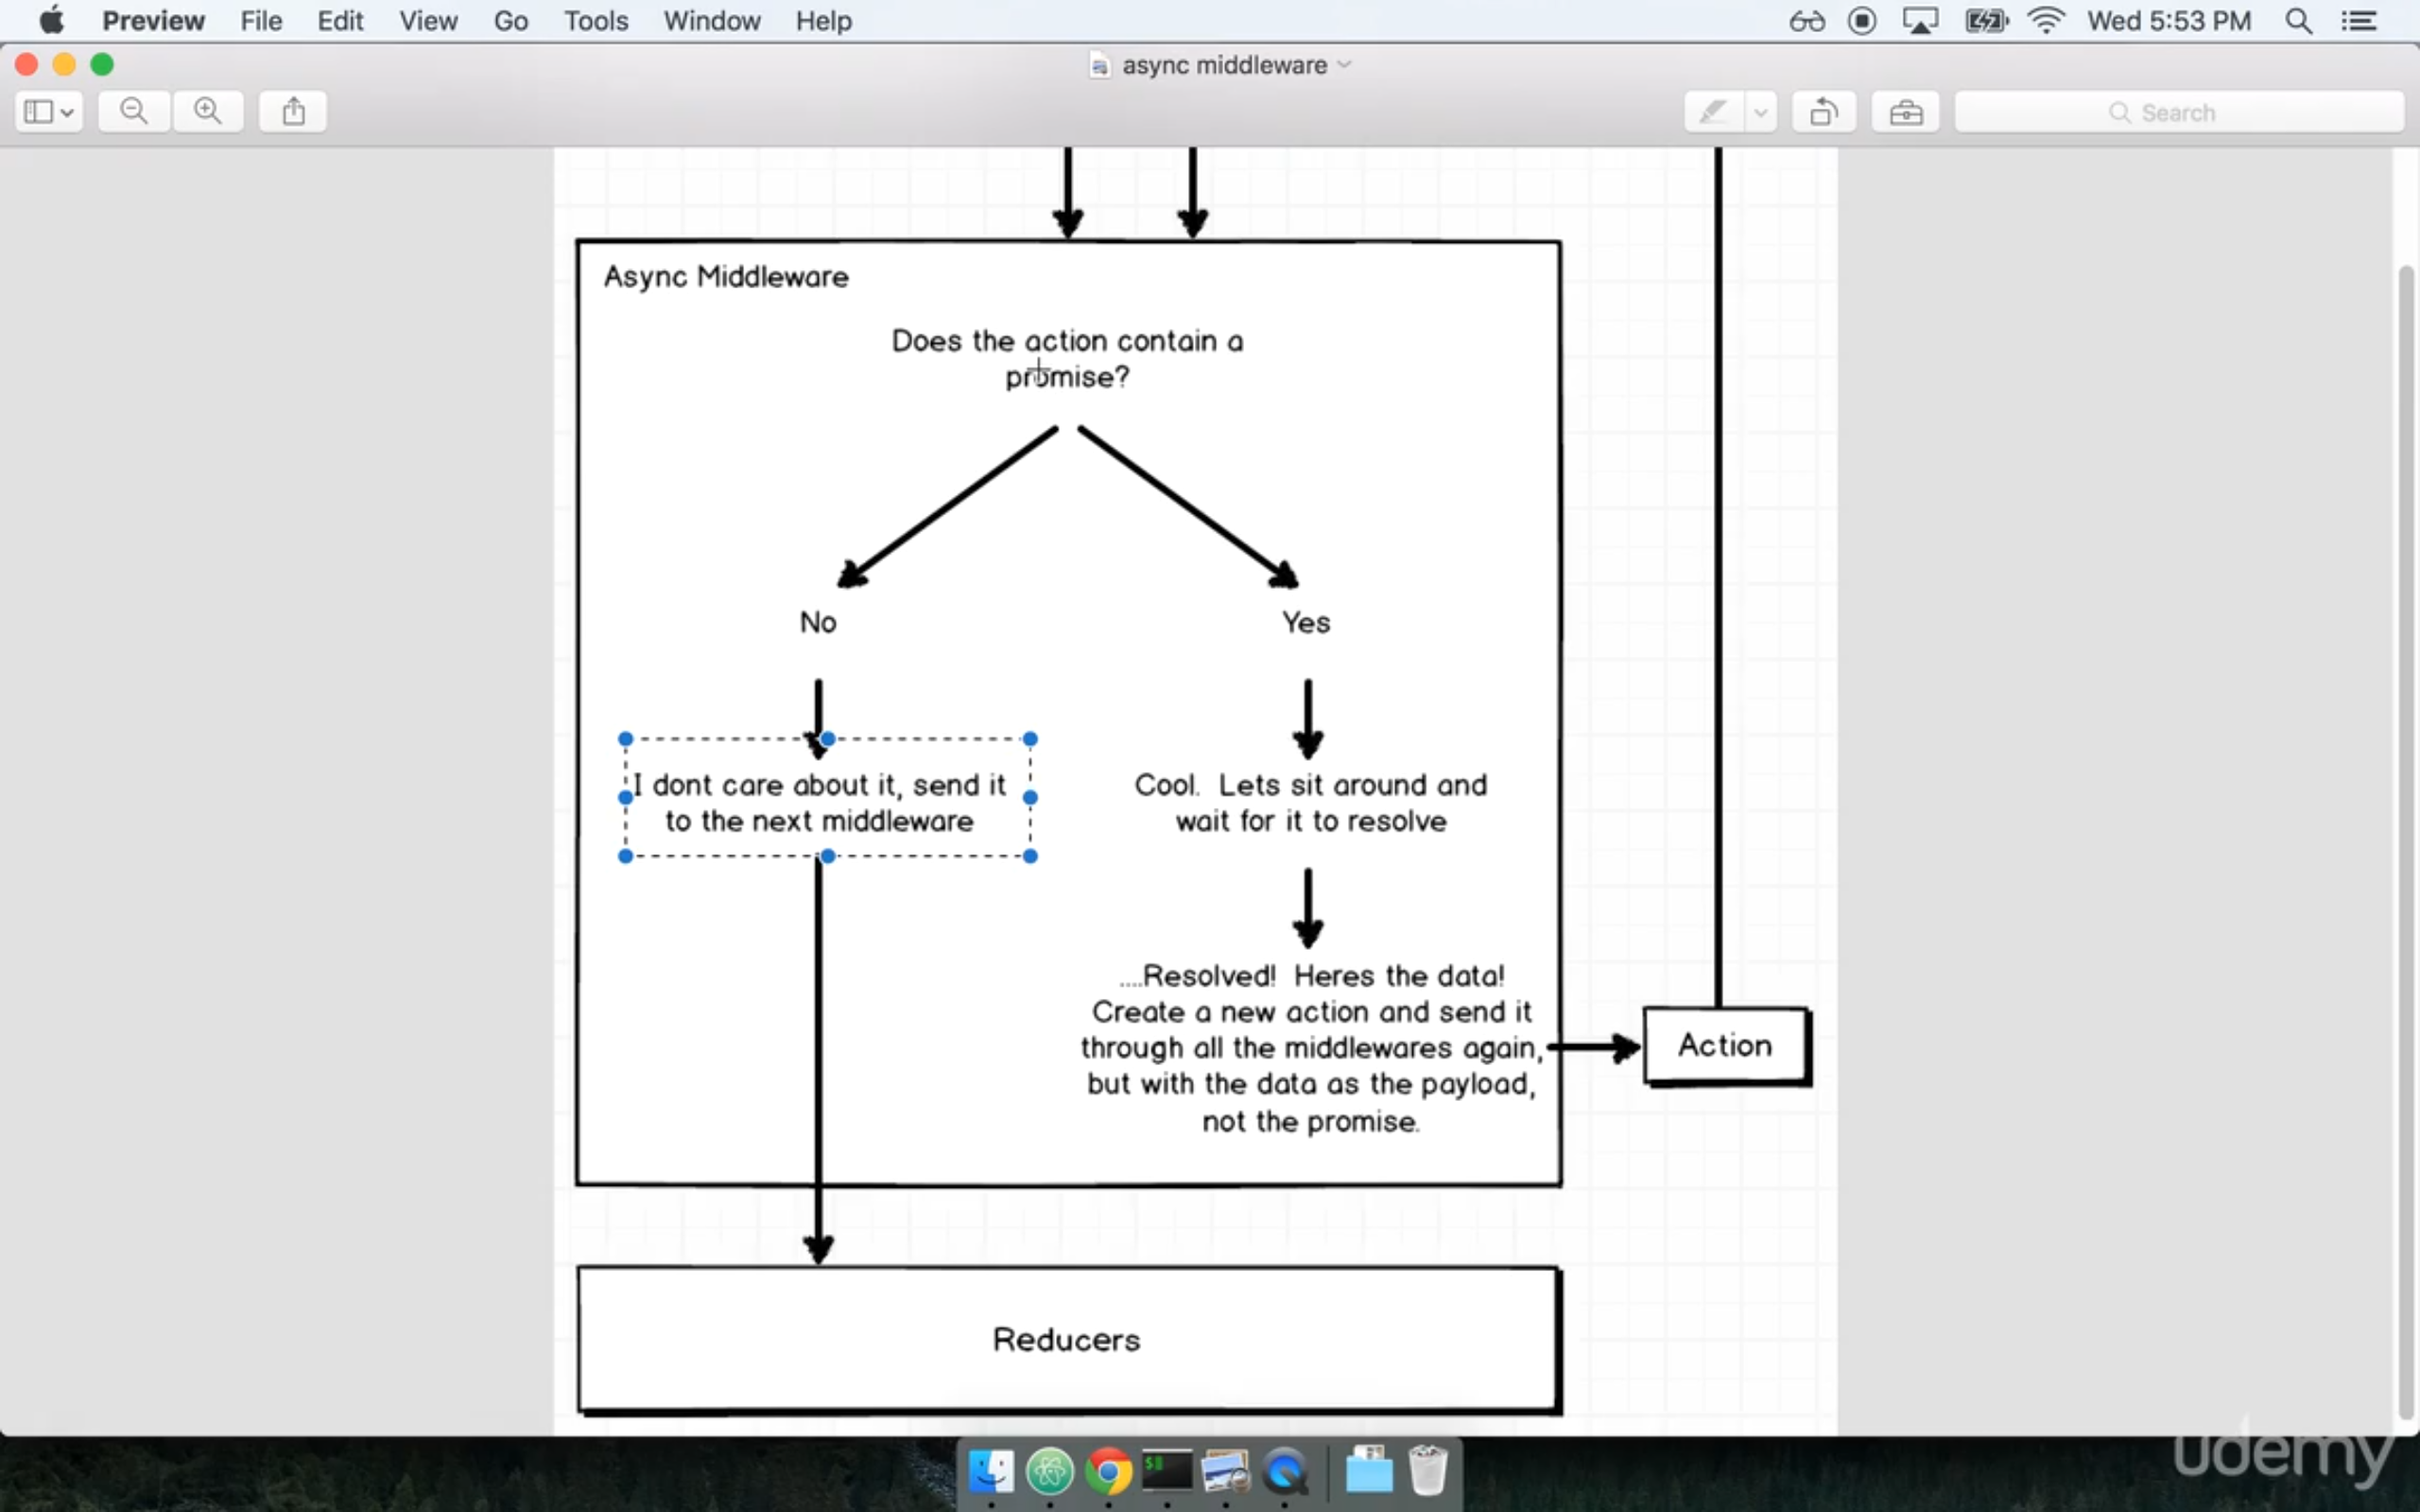 Preview File Edit View Go Tools Window Help Wed 5:53 PM
async middleware
Search
Async Middleware
Does the action contain a
promise?
No
Yes
I dont care about it, send it
to the next middleware
Cool. Lets sit around and
wait for it to resolve
....Resolved! Heres the data!
Create a new action and send it
through all the middlewares again,
but with the data as the payload,
not the promise.
Action
Reducers
udemy